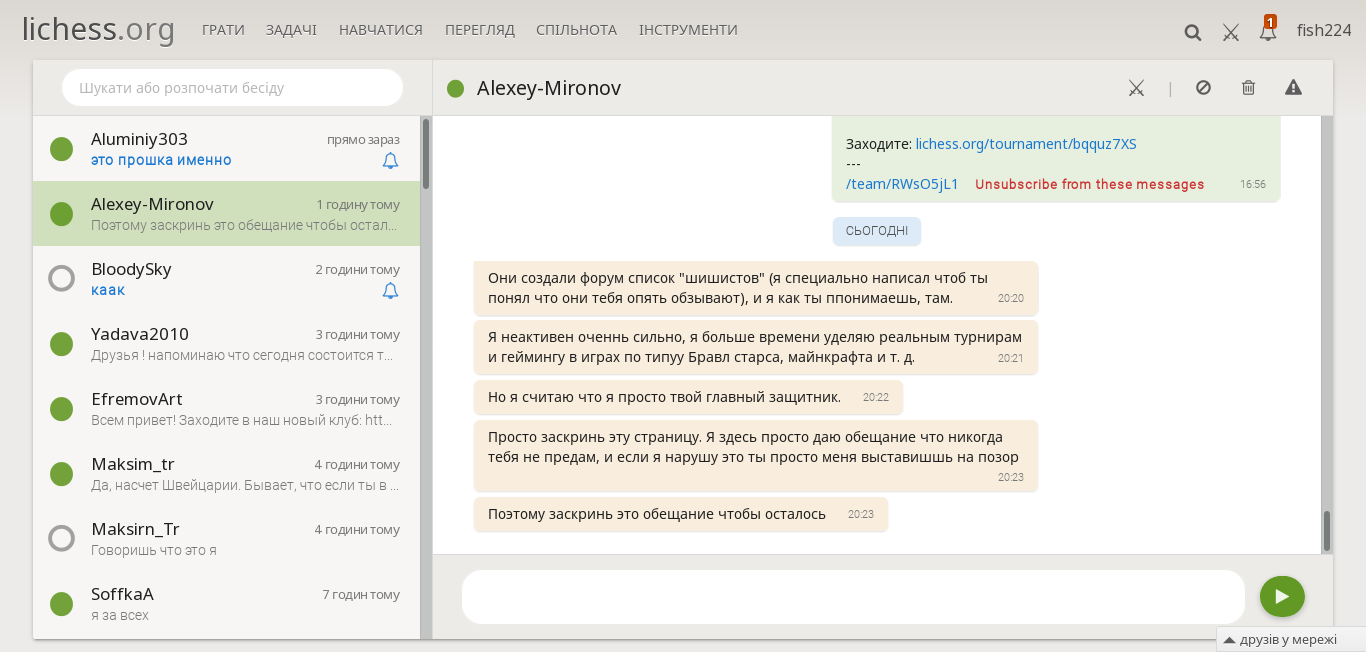 lichess.org ГРАТИ ЗАДАЧІ НАВЧАТИСЯ ПЕРЕГЛЯД СПІЛЬНОТА ІНСТРУМЕНТИ 1 fish224
Шукати або розпочати бесіду
Aluminiy303 прямо зараз
это прошка именно
Alexey-Mironov 1 годину тому
Поэтому заскринь это обещание чтобы остал...
BloodySky 2 години тому
каак
Yadava2010 3 години тому
Друзья ! напоминаю что сегодня состоится т...
EfremovArt 3 години тому
Всем привет! Заходите в наш новый клуб: htt...
Maksim_tr 4 години тому
Да, насчет Швейцарии. Бывает, что если ты в ...
Maksirn_Tr 4 години тому
Говоришь что это я
SoffkaA 7 годин тому
я за всех
Alexey-Mironov
Заходите: lichess.org/tournament/bqguz7XS
---
/team/RWsO5jL1 Unsubscribe from these messages 16:56
СЬОГОДНІ
Они создали форум список "шишистов" (я специально написал чтоб ты
понял что они тебя опять обзывают), и я как ты ппонимаешь, там. 20:20
Я неактивен оченнь сильно, я больше времени уделяю реальным турнирам
и геймингу в играх по типуу Бравл старса, майнкрафта и т. д. 20:21
Но я считаю что я просто твой главный защитник. 20:22
Просто заскринь эту страницу. Я здесь просто даю обещание что никогда
тебя не предам, и если я нарушу это ты просто меня выставишшь на позор
20:23
Поэтому заскринь это обещание чтобы осталось 20:23
друзів у мережі